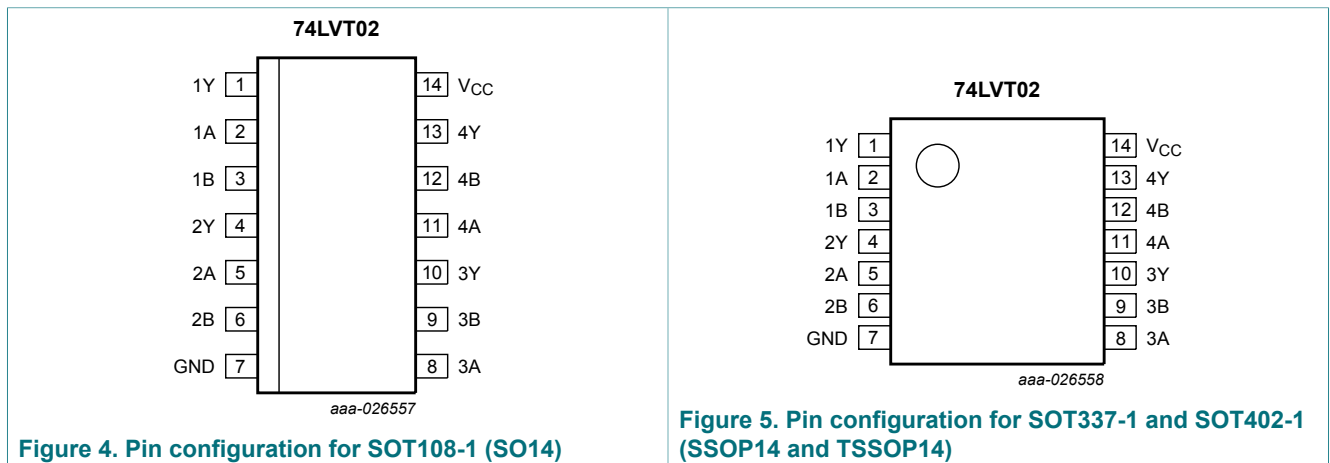 74LVT02
1Y 1 14 VCC
1A 2 13 4Y
1B 3 12 4B
2Y 4 11 4A
2A 5 10 3Y
2B 6 9 3B
GND 7 8 3A
aaa-026557
Figure 4. Pin configuration for SOT108-1 (SO14)
74LVT02
1Y 1 14 VCC
1A 2 13 4Y
1B 3 12 4B
2Y 4 11 4A
2A 5 10 3Y
2B 6 9 3B
GND 7 8 3A
aaa-026558
Figure 5. Pin configuration for SOT337-1 and SOT402-1
(SSOP14 and TSSOP14)